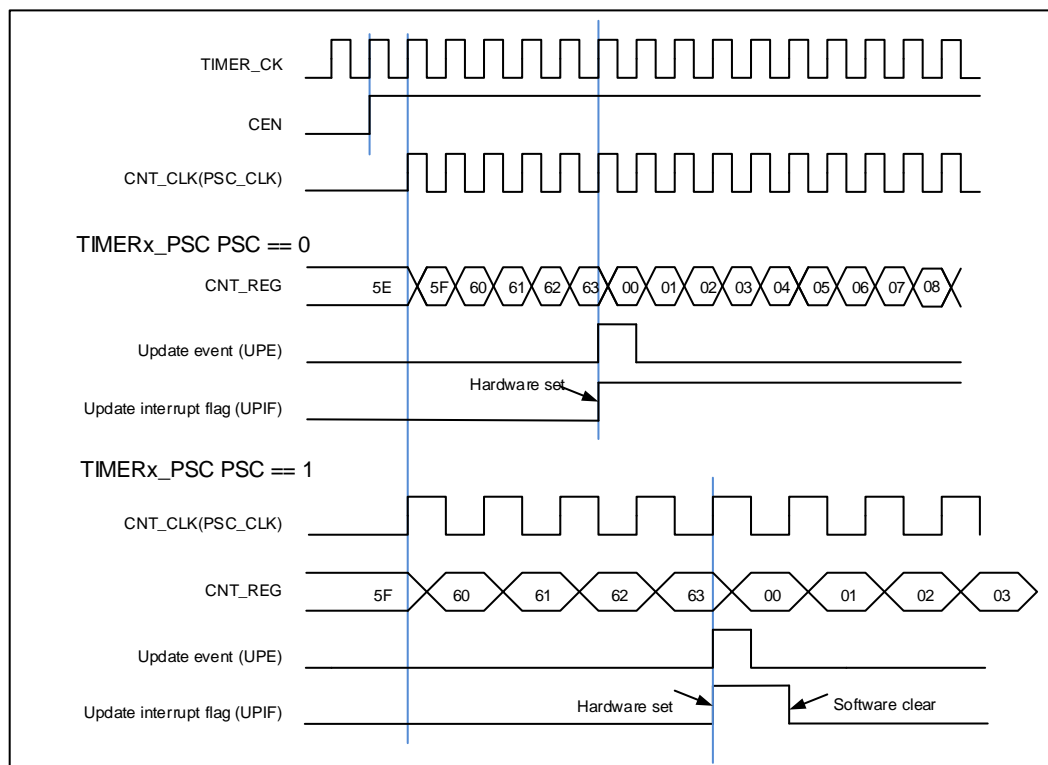 TIMER_CK
CEN
CNT_CLK(PSC_CLK)
TIMERx_PSC PSC == 0
CNT_REG 5E 5F 60 61 62 63 00 01 02 03 04 05 06 07 08
Update event (UPE)
Hardware set
Update interrupt flag (UPIF)
TIMERx_PSC PSC == 1
CNT_CLK(PSC_CLK)
CNT_REG 5F 60 61 62 63 00 01 02 03
Update event (UPE)
Update interrupt flag (UPIF) Hardware set Software clear